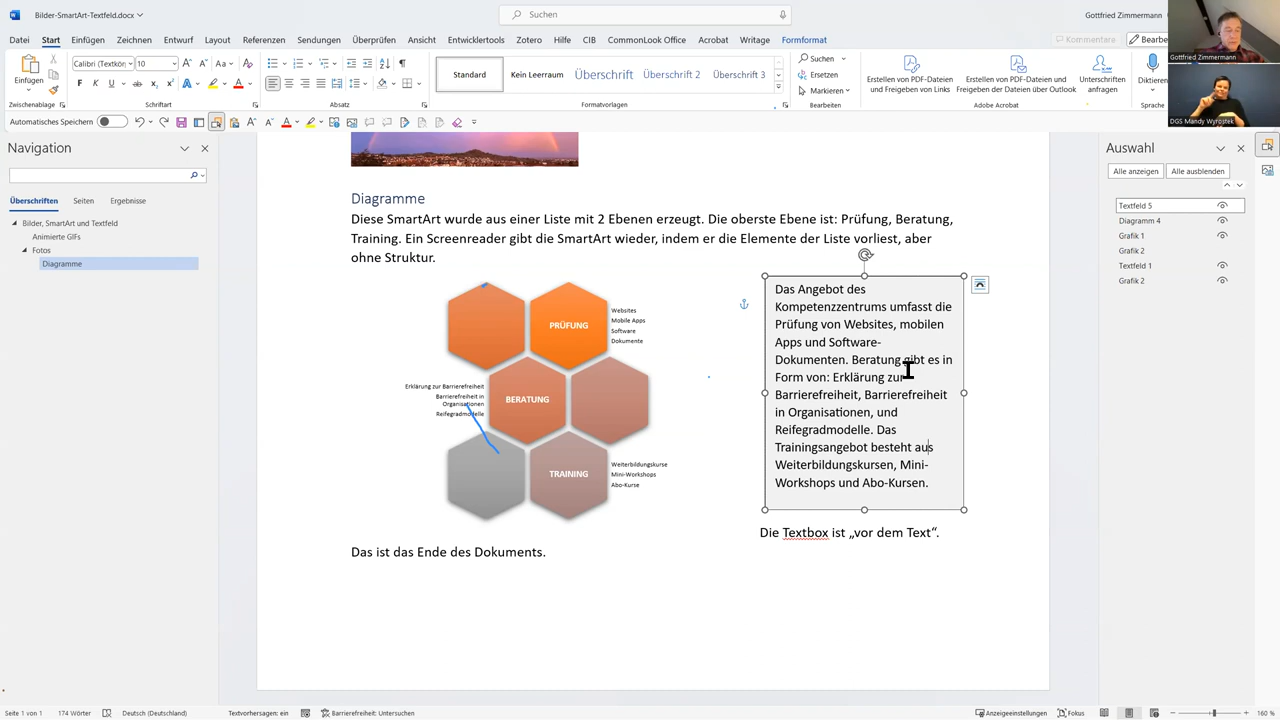 Bilder-SmartArt-Textfeld.docx
Suchen
Gottfried Zimmermann
Datei Start Einfügen Zeichnen Entwurf Layout Referenzen Sendungen Überprüfen Ansicht Entwicklertools Zotero Hilfe CIB CommonLook Office Acrobat Writage Formformat
Kommentare
Bearbe
Gottfried Zimmermann
DGS Mandy Wyrostek
Einfügen
Calibri (Textkör
10
Standard
Kein Leerraum
Überschrift
Überschrift 2
Überschrift 3
Suchen
Ersetzen
Markieren
Erstellen von PDF-Dateien
und Freigeben von Links
Erstellen von PDF-Dateien und
Freigeben der Dateien über Outlook
Unterschriften
anfragen
Diktieren
Zwischenablage
Schriftart
Absatz
Formatvorlagen
Bearbeiten
Adobe Acrobat
Sprache
Automatisches Speichern
Navigation
Überschriften Seiten Ergebnisse
Bilder, SmartArt und Textfeld
Animierte GIFs
Fotos
Diagramme
Diagramme
Diese SmartArt wurde aus einer Liste mit 2 Ebenen erzeugt. Die oberste Ebene ist: Prüfung, Beratung,
Training. Ein Screenreader gibt die SmartArt wieder, indem er die Elemente der Liste vorliest, aber
ohne Struktur.
PRÜFUNG
Websites
Mobile Apps
Software
Dokumente
Erklärung zur Barrierefreiheit
Barrierefreiheit in
Organisationen
Reifegradmodelle
BERATUNG
TRAINING
Weiterbildungskurse
Mini-Workshops
Abo-Kurse
Das Angebot des
Kompetenzzentrums umfasst die
Prüfung von Websites, mobilen
Apps und Software-
Dokumenten. Beratung gibt es in
Form von: Erklärung zur
Barrierefreiheit, Barrierefreiheit
in Organisationen, und
Reifegradmodelle. Das
Trainingsangebot besteht aus
Weiterbildungskursen, Mini-
Workshops und Abo-Kursen.
Die Textbox ist „vor dem Text“.
Das ist das Ende des Dokuments.
Auswahl
Alle anzeigen
Alle ausblenden
Textfeld 5
Diagramm 4
Grafik 1
Grafik 2
Textfeld 1
Grafik 2
Seite 1 von 1
174 Wörter
Deutsch (Deutschland)
Textvorhersagen: ein
Barrierefreiheit: Untersuchen
Anzeigeeinstellungen
Fokus
160 %